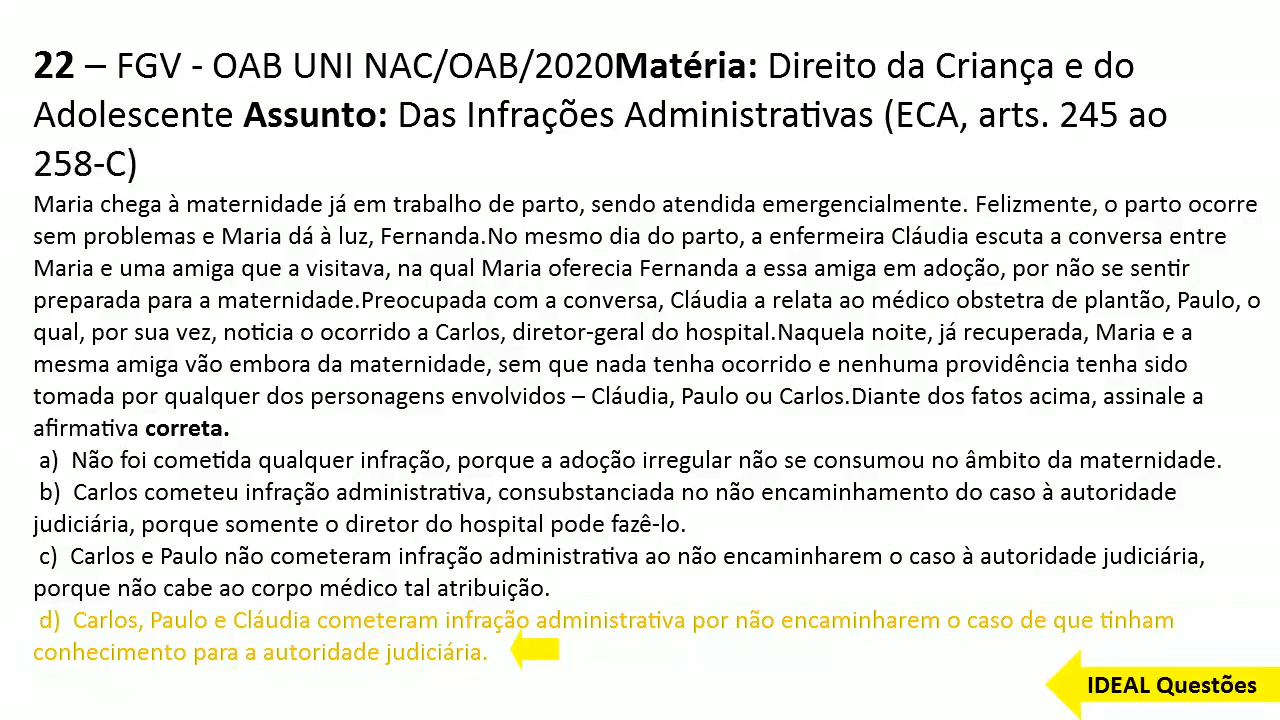 22 – FGV - OAB UNI NAC/OAB/2020Matéria: Direito da Criança e do
Adolescente Assunto: Das Infrações Administrativas (ECA, arts. 245 ao
258-C)
Maria chega à maternidade já em trabalho de parto, sendo atendida emergencialmente. Felizmente, o parto ocorre
sem problemas e Maria dá à luz, Fernanda.No mesmo dia do parto, a enfermeira Cláudia escuta a conversa entre
Maria e uma amiga que a visitava, na qual Maria oferecia Fernanda a essa amiga em adoção, por não se sentir
preparada para a maternidade.Preocupada com a conversa, Cláudia a relata ao médico obstetra de plantão, Paulo, o
qual, por sua vez, noticia o ocorrido a Carlos, diretor-geral do hospital.Naquela noite, já recuperada, Maria e a
mesma amiga vão embora da maternidade, sem que nada tenha ocorrido e nenhuma providência tenha sido
tomada por qualquer dos personagens envolvidos – Cláudia, Paulo ou Carlos.Diante dos fatos acima, assinale a
afirmativa correta.
a) Não foi cometida qualquer infração, porque a adoção irregular não se consumou no âmbito da maternidade.
b) Carlos cometeu infração administrativa, consubstanciada no não encaminhamento do caso à autoridade
judiciária, porque somente o diretor do hospital pode fazê-lo.
c) Carlos e Paulo não cometeram infração administrativa ao não encaminharem o caso à autoridade judiciária,
porque não cabe ao corpo médico tal atribuição.
d) Carlos, Paulo e Cláudia cometeram infração administrativa por não encaminharem o caso de que tinham
conhecimento para a autoridade judiciária.
IDEAL Questões